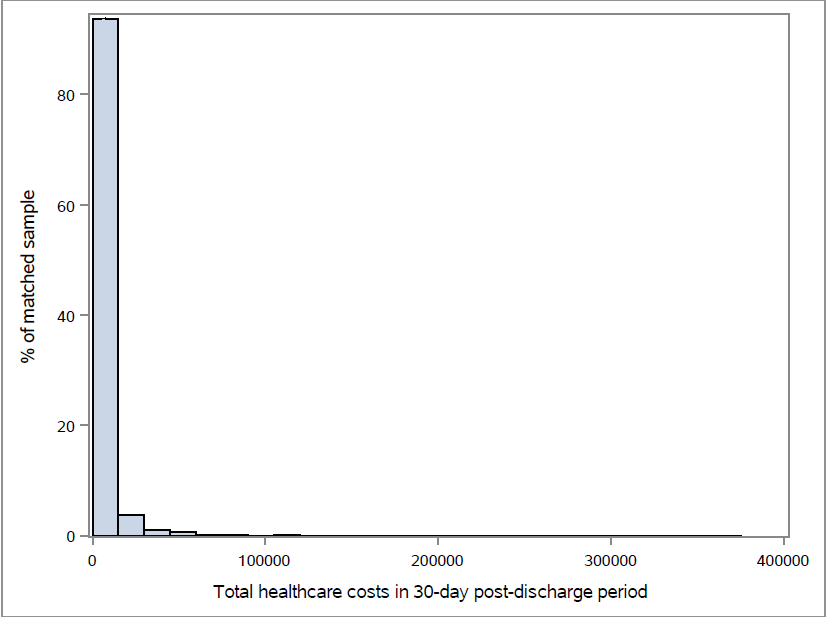 80
60
40
20
0
% of matched sample
0 100000 200000 300000 400000
Total healthcare costs in 30-day post-discharge period